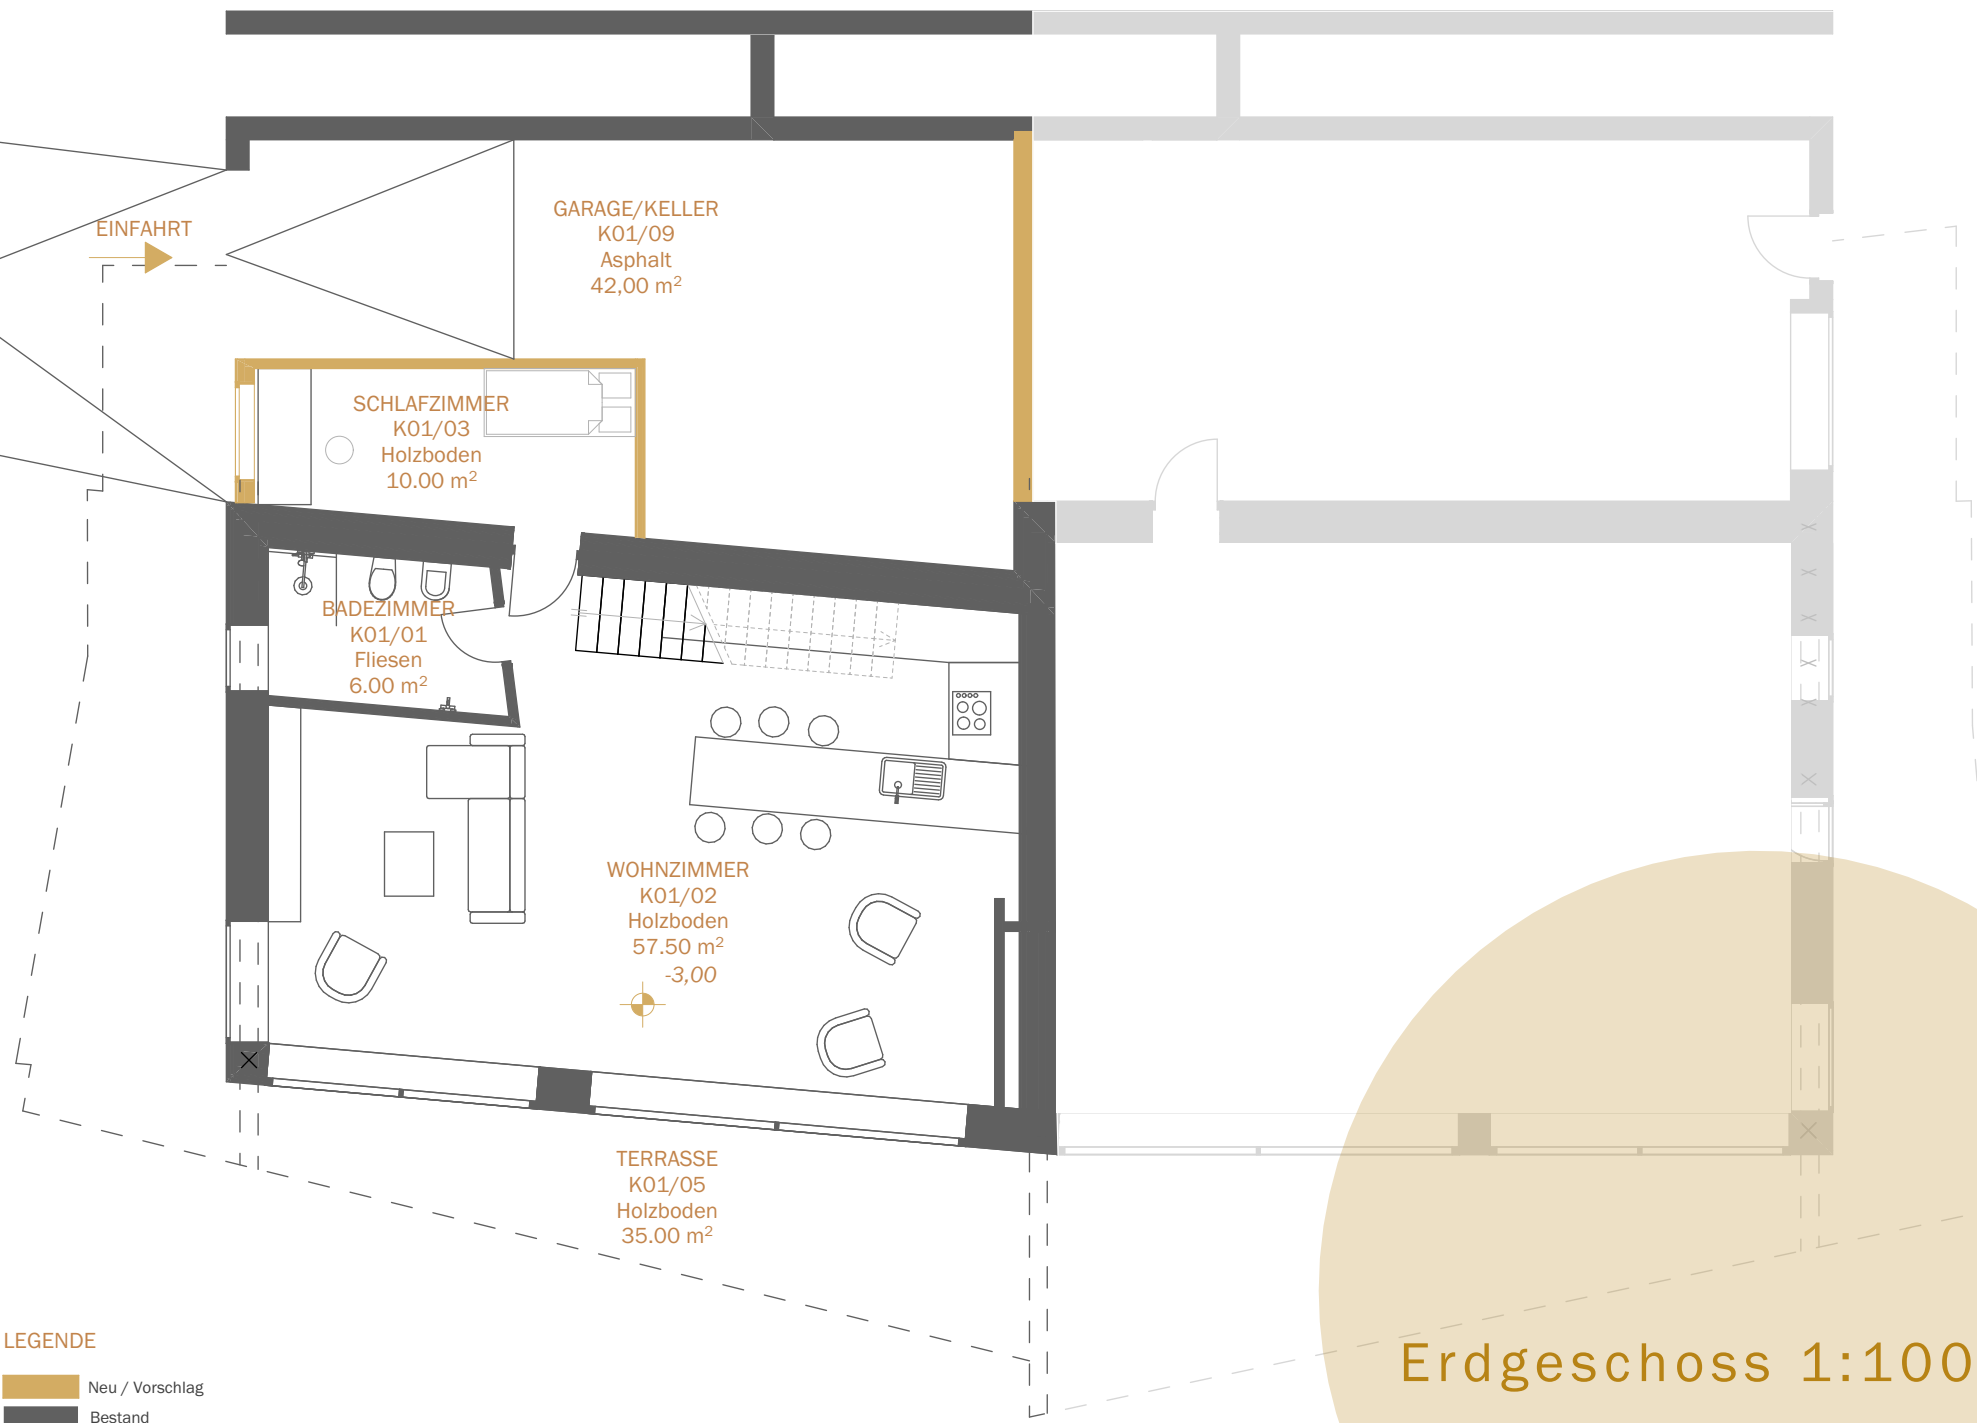 EINFAHRT
GARAGE/KELLER
K01/09
Asphalt
42,00 m²
SCHLAFZIMMER
K01/03
Holzboden
10.00 m²
BADEZIMMER
K01/01
Fliesen
6.00 m²
WOHNZIMMER
K01/02
Holzboden
57.50 m²
-3,00
TERRASSE
K01/05
Holzboden
35.00 m²
LEGENDE
Neu / Vorschlag
Bestand
Erdgeschoss 1:100